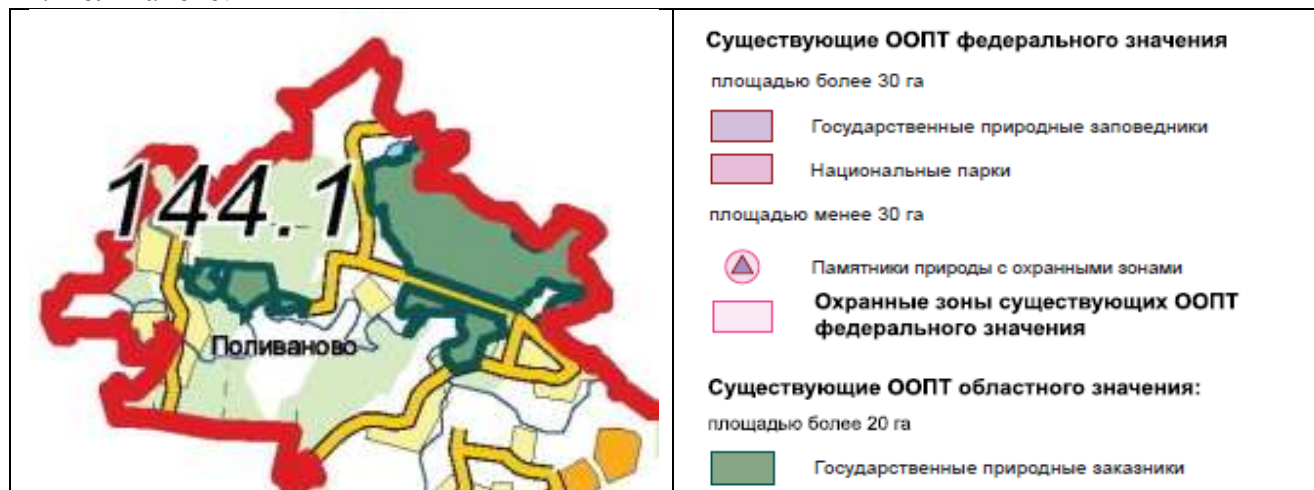 144.1
Поливаново
Существующие ООПТ федерального значения
площадью более 30 га
Государственные природные заповедники
Национальные парки
площадью менее 30 га
Памятники природы с охранными зонами
Охранные зоны существующих ООПТ
федерального значения
Существующие ООПТ областного значения:
площадью более 20 га
Государственные природные заказники